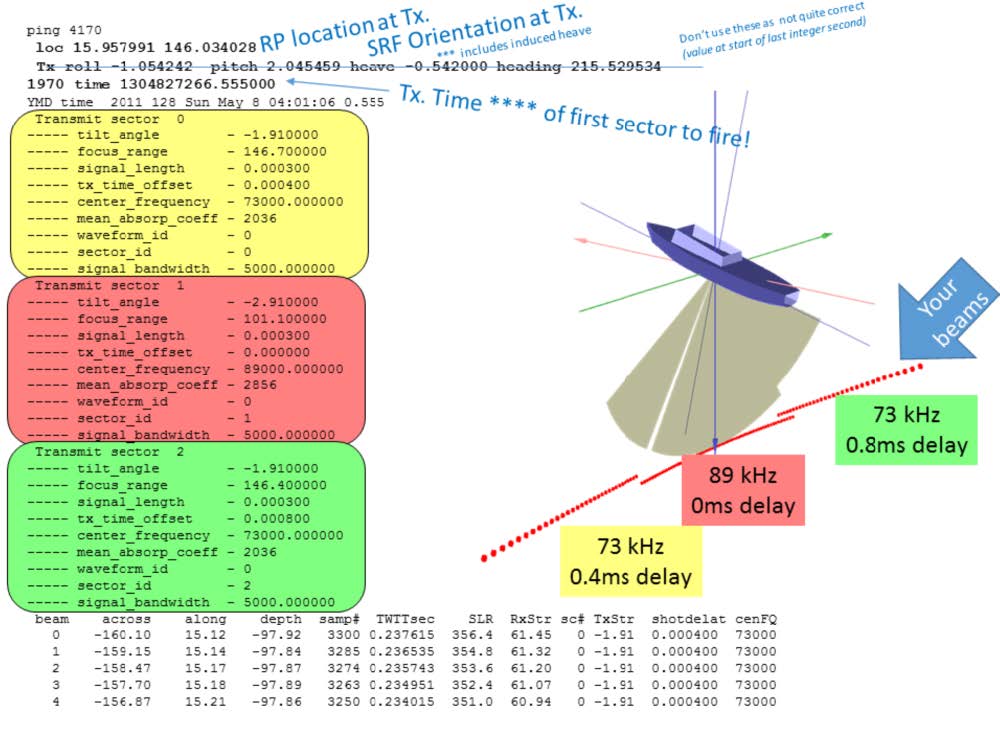 ping 4170
loc 15.957991 146.034028
RP location at Tx.
SRF Orientation at Tx.
*** includes induced heave
Don't use these as not quite correct
(value at start of last integer second)
Tx roll -1.054242 pitch 2.045459 heave -0.542000 heading 215.529534
1970 time 1304827266.555000
YMD time 2011 128 Sun May 8 04:01:06 0.555
Tx. Time **** of first sector to fire!
Transmit sector 0
----- tilt_angle - -1.910000
----- focus_range - 146.700000
----- signal_length - 0.000300
----- tx_time_offset - 0.000400
----- center_frequency - 73000.000000
----- mean_absorp_coeff - 2036
----- waveform_id - 0
----- sector_id - 0
----- signal_bandwidth - 5000.000000
Transmit sector 1
----- tilt_angle - -2.910000
----- focus_range - 101.100000
----- signal_length - 0.000300
----- tx_time_offset - 0.000000
----- center_frequency - 89000.000000
----- mean_absorp_coeff - 2856
----- waveform_id - 0
----- sector_id - 1
----- signal_bandwidth - 5000.000000
Transmit sector 2
----- tilt_angle - -1.910000
----- focus_range - 146.400000
----- signal_length - 0.000300
----- tx_time_offset - 0.000800
----- center_frequency - 73000.000000
----- mean_absorp_coeff - 2036
----- waveform_id - 0
----- sector_id - 2
----- signal_bandwidth - 5000.000000
Your
beams
73 kHz
0.8ms delay
89 kHz
0ms delay
73 kHz
0.4ms delay
beam across along depth samp# TWTTsec SLR RxStr sc# TxStr shotdelat cenFQ
0 -160.10 15.12 -97.92 3300 0.237615 356.4 61.45 0 -1.91 0.000400 73000
1 -159.15 15.14 -97.84 3285 0.236535 354.8 61.32 0 -1.91 0.000400 73000
2 -158.47 15.17 -97.87 3274 0.235743 353.6 61.20 0 -1.91 0.000400 73000
3 -157.70 15.18 -97.89 3263 0.234951 352.4 61.07 0 -1.91 0.000400 73000
4 -156.87 15.21 -97.86 3250 0.234015 351.0 60.94 0 -1.91 0.000400 73000